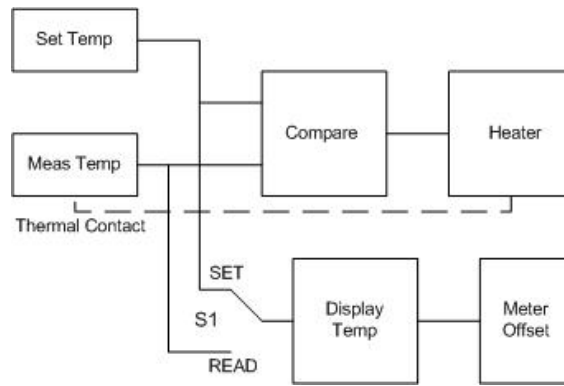 Set Temp
Compare
Heater
Meas Temp
Thermal Contact
SET
S1
READ
Display
Temp
Meter
Offset